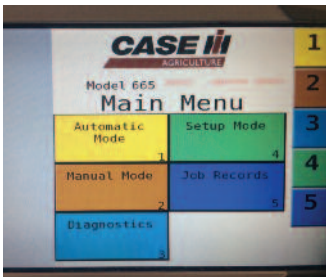 CASE IH
AGRICULTURE
Model 665
Main Menu
Automatic
Mode
1
Setup Mode
4
Manual Mode
2
Job Records
5
Diagnostics
3
1
2
3
4
5